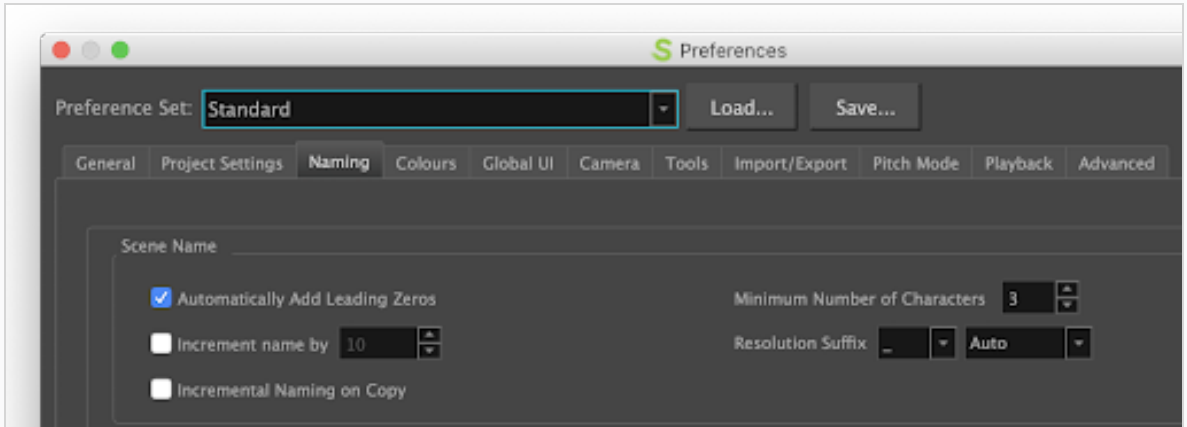 Preferences
Preference Set: Standard Load... Save...
General Project Settings Naming Colours Global UI Camera Tools Import/Export Pitch Mode Playback Advanced
Scene Name
Automatically Add Leading Zeros Minimum Number of Characters 3
Increment name by 10 Resolution Suffix _ Auto
Incremental Naming on Copy